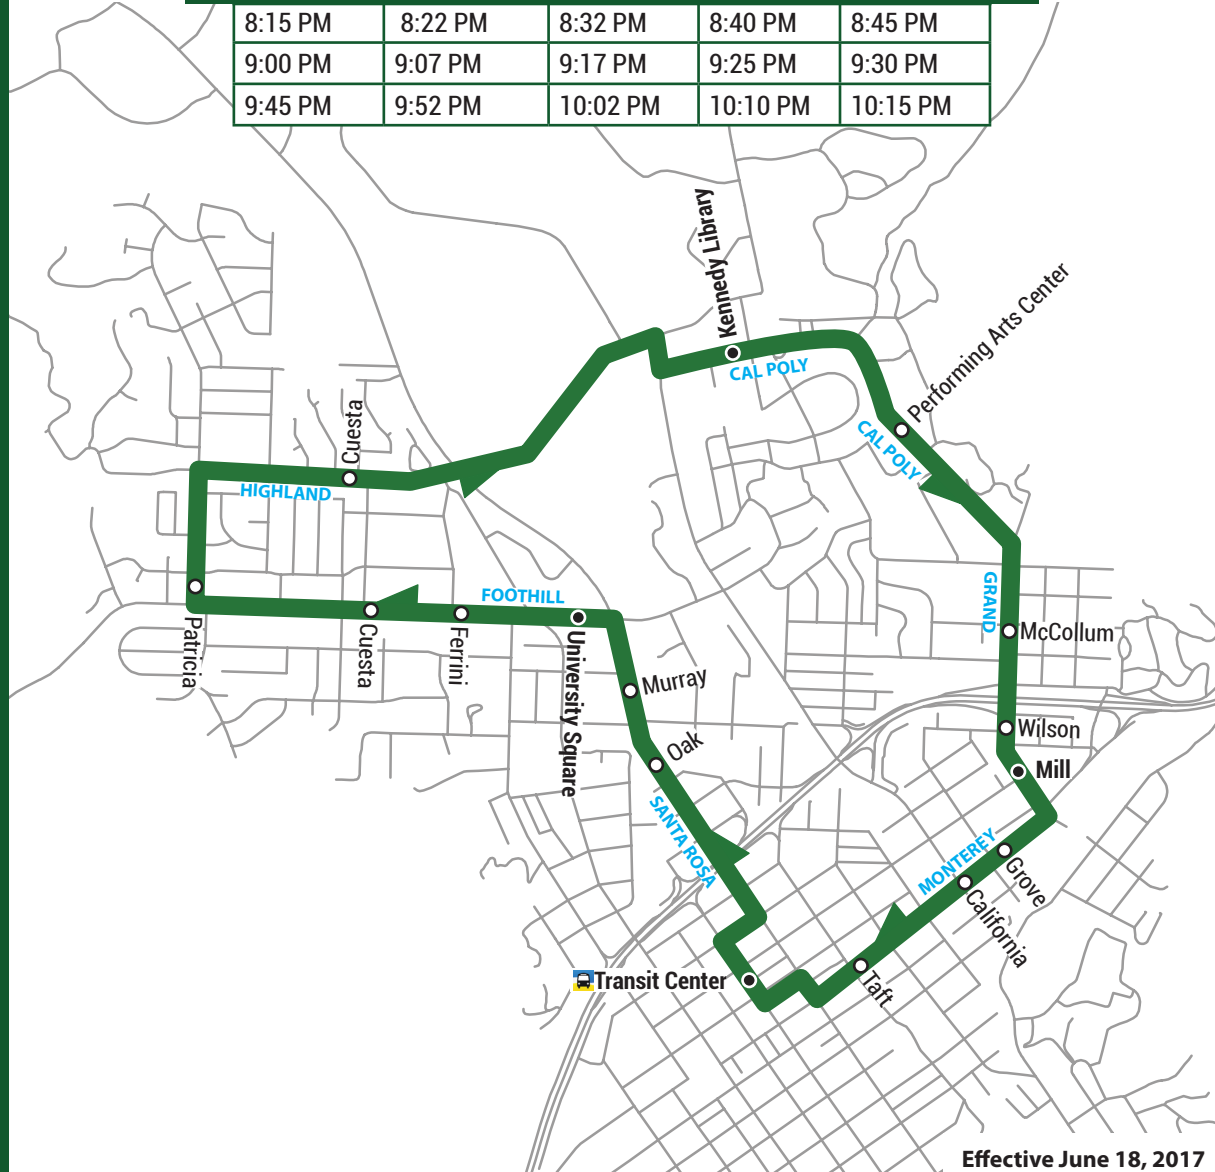 8:15 PM 8:22 PM 8:32 PM 8:40 PM 8:45 PM
9:00 PM 9:07 PM 9:17 PM 9:25 PM 9:30 PM
9:45 PM 9:52 PM 10:02 PM 10:10 PM 10:15 PM
Kennedy Library
Performing Arts Center
CAL POLY
CAL POLY
Cuesta
HIGHLAND
GRAND
FOOTHILL
Patricia
Cuesta
Ferrini
University Square
McCollum
Murray
Wilson
Oak
Mill
SANTA ROSA
MONTEREY
Grove
California
Taft
Transit Center
Effective June 18, 2017